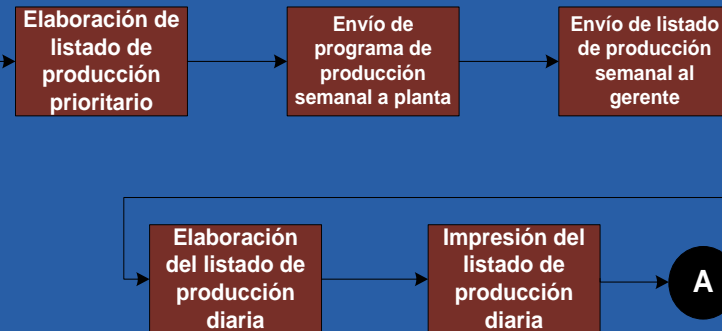 Elaboración de
listado de
producción
prioritario
Envío de
programa de
producción
semanal a planta
Envío de listado
de producción
semanal al
gerente
Elaboración
del listado de
producción
diaria
Impresión del
listado de
producción
diaria
A